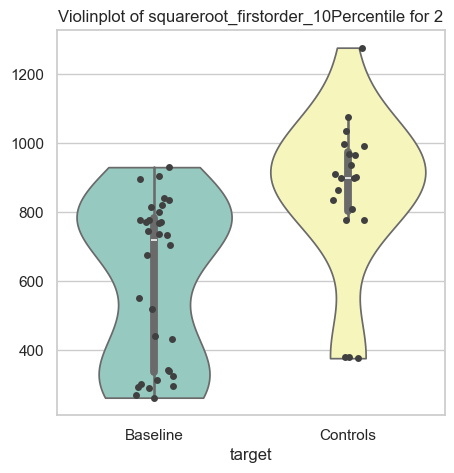 Violinplot of squareroot_firstorder_10Percentile for 2
1200
1000
800
600
400
Baseline Controls
target